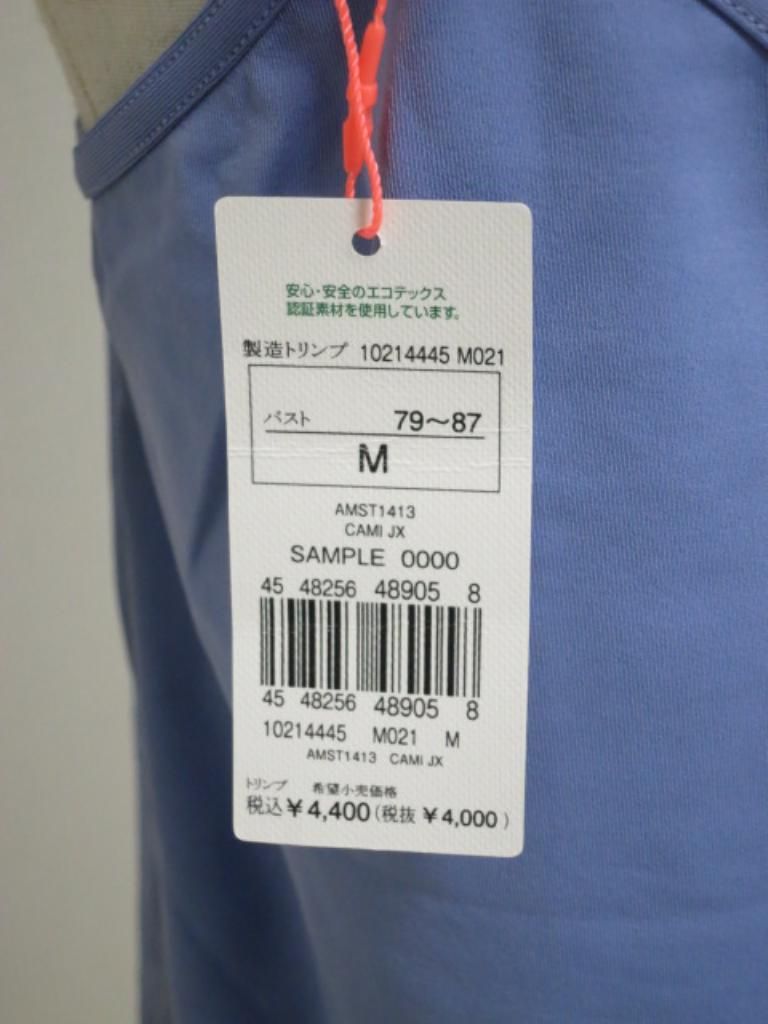 安心・安全のエコテックス
認証素材を使用しています。
製造トリンプ 10214445 M021
バスト 79～87
M
AMST1413
CAMI JX
SAMPLE 0000
45 48256 48905 8
45 48256 48905 8
10214445 M021 M
AMST1413 CAMI JX
トリンプ 希望小売価格
税込￥4,400(税抜￥4,000)